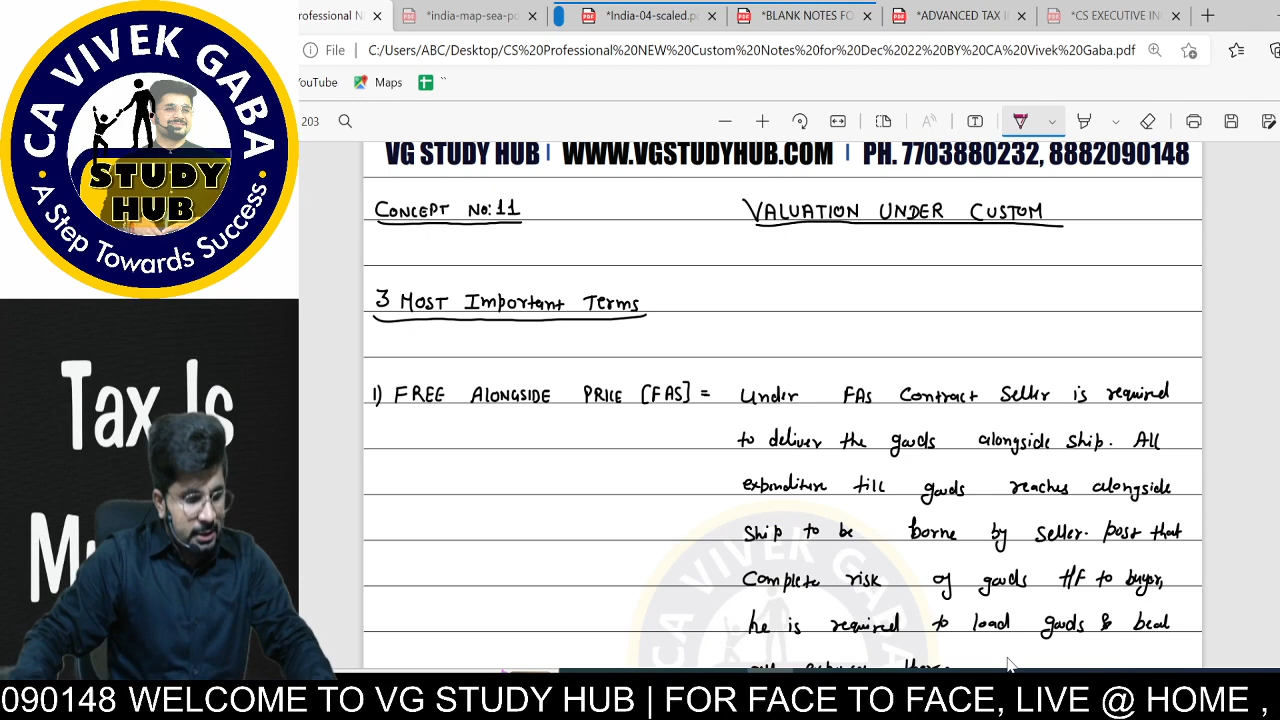 rofessional N
*india-map-sea-po
*India-04-scaled.p
*BLANK NOTES FO
*ADVANCED TAX
*CS EXECUTIVE IN
File C:/Users/ABC/Desktop/CS%20Professional%20NEW%20Custom%20Notes%20for%20Dec%2022%20BY%20CA%20Vivek%20Gaba.pdf
ouTube Maps ``
203
CA VIVEK GABA
STUDY
HUB
A Step Towards Success
VG STUDY HUB | WWW.VGSTUDYHUB.COM | PH. 7703880232, 8882090148
CONCEPT NO:11 VALUATION UNDER CUSTOM
3 MOST Important Terms
1) FREE ALONGSIDE PRICE [FAS] = Under FAS Contract Seller is required
to deliver the goods alongside ship. All
expenditure till goods reaches alongside
Ship to be borne by seller. post that
Complete risk of goods t/f to buyer,
he is required to load goods & bear
Tax Is
M
VIVEK GA
090148 WELCOME TO VG STUDY HUB | FOR FACE TO FACE, LIVE @ HOME ,